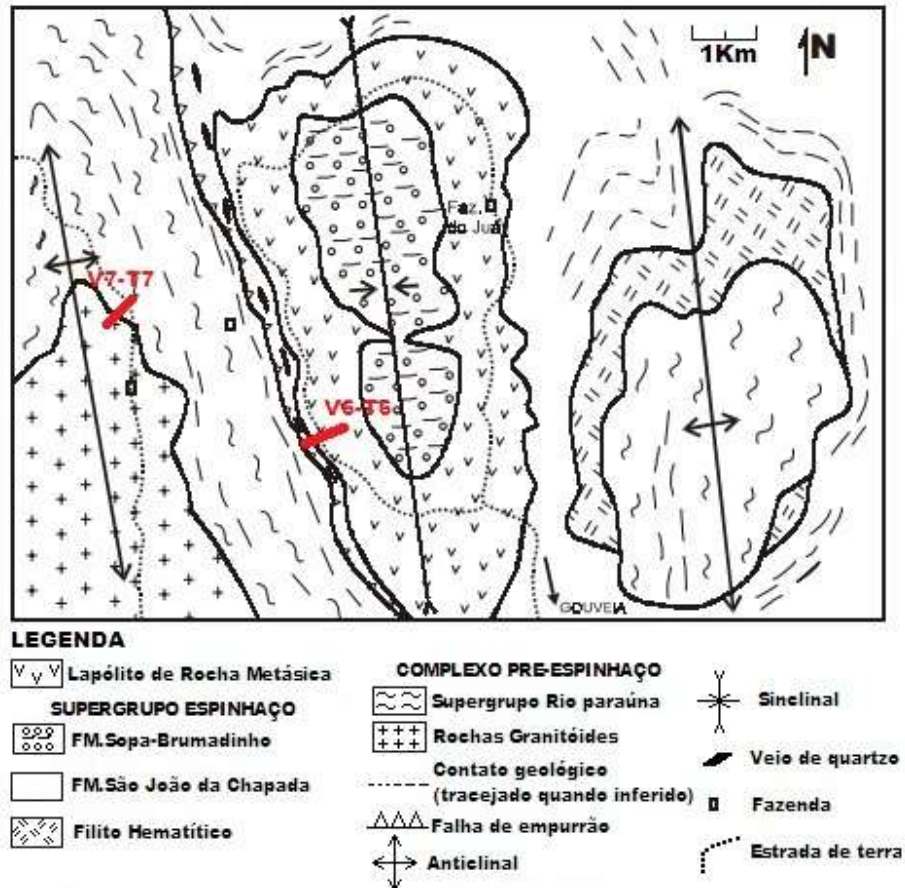 1Km
N
Faz.
do Juá
V7-T7
V6-T6
GOUVEIA
LEGENDA
Lapólito de Rocha Metásica
SUPERGRUPO ESPINHAÇO
FM.Sopa-Brumadinho
FM.São João da Chapada
Filito Hematítico
COMPLEXO PRE-ESPINHAÇO
Supergrupo Rio paraúna
Rochas Granitóides
Contato geológico
(tracejado quando inferido)
Falha de empurrão
Anticlinal
Sinclinal
Veio de quartzo
Fazenda
Estrada de terra